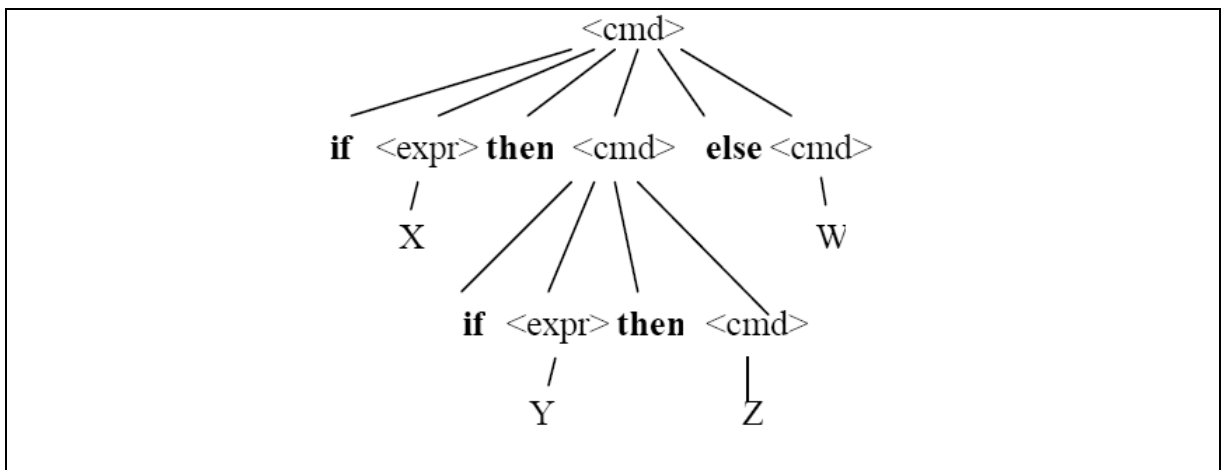 <cmd>
if <expr> then <cmd> else <cmd>
X W
if <expr> then <cmd>
Y Z